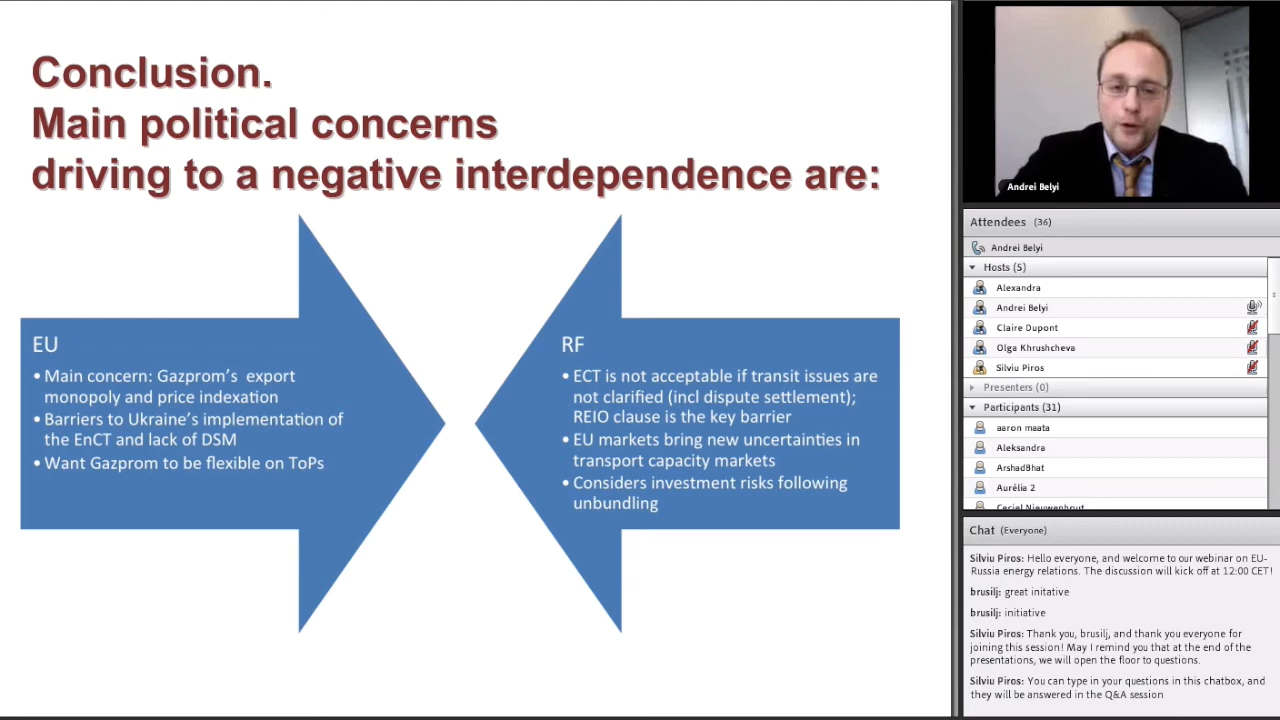 Conclusion.
Main political concerns
driving to a negative interdependence are:
EU
• Main concern: Gazprom's export
monopoly and price indexation
• Barriers to Ukraine's implementation of
the EnCT and lack of DSM
• Want Gazprom to be flexible on ToPs
RF
• ECT is not acceptable if transit issues are
not clarified (incl dispute settlement);
REIO clause is the key barrier
• EU markets bring new uncertainties in
transport capacity markets
• Considers investment risks following
unbundling
Andrei Belyi
Attendees (36)
Andrei Belyi
Hosts (5)
Alexandra
Andrei Belyi
Claire Dupont
Olga Khrushcheva
Silviu Piros
Presenters (0)
Participants (31)
aaron maata
Aleksandra
ArshadBhat
Aurélia 2
Ceciel Nieuwenhout
Chat (Everyone)
Silviu Piros: Hello everyone, and welcome to our webinar on EU-
Russia energy relations. The discussion will kick off at 12:00 CET!
brusilj: great initative
brusilj: initiative
Silviu Piros: Thank you, brusilj, and thank you everyone for
joining this session! May I remind you that at the end of the
presentations, we will open the floor to questions.
Silviu Piros: You can type in your questions in this chatbox, and
they will be answered in the Q&A session